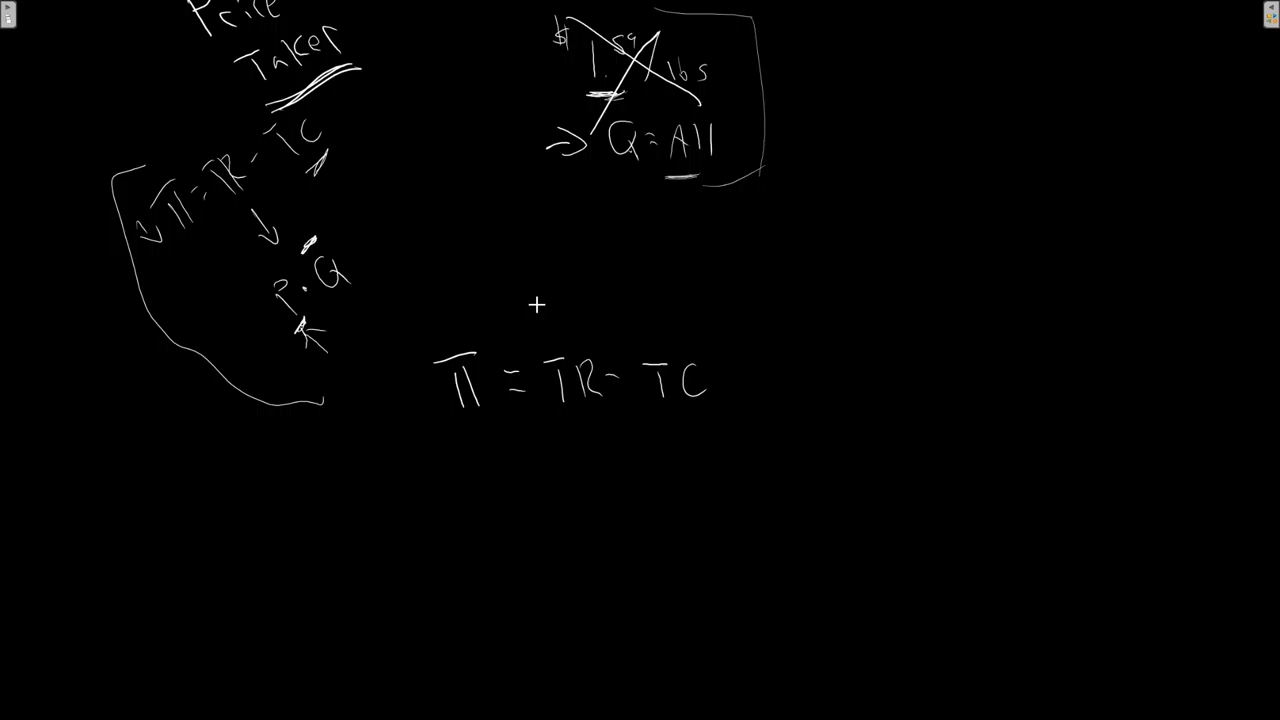 Price
Taker
π = TR - TC
P . Q
$ 1.59 / lbs
⇒ Q = All
π = TR - TC